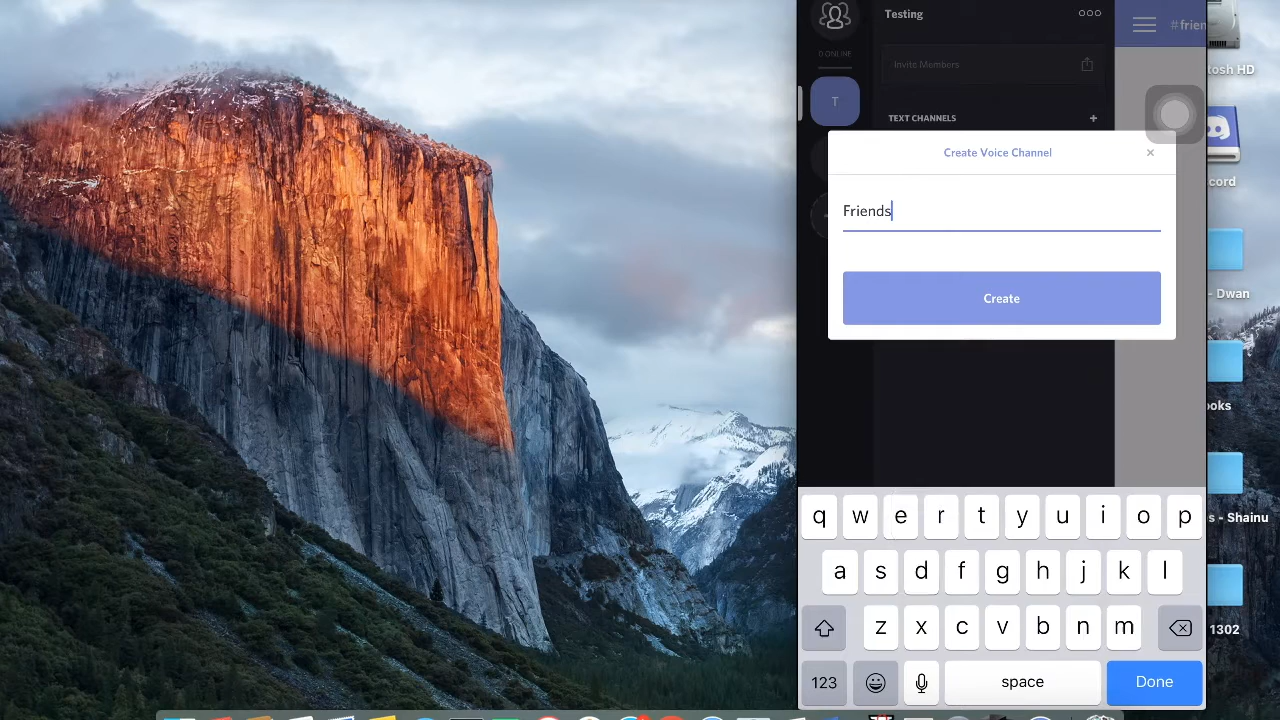 Testing
#frien
tosh HD
0 ONLINE
Invite Members
T
TEXT CHANNELS +
Create Voice Channel ×
cord
Friends
Create
- Dwan
ooks
s - Shainu
1302
q w e r t y u i o p
a s d f g h j k l
z x c v b n m
123 space Done